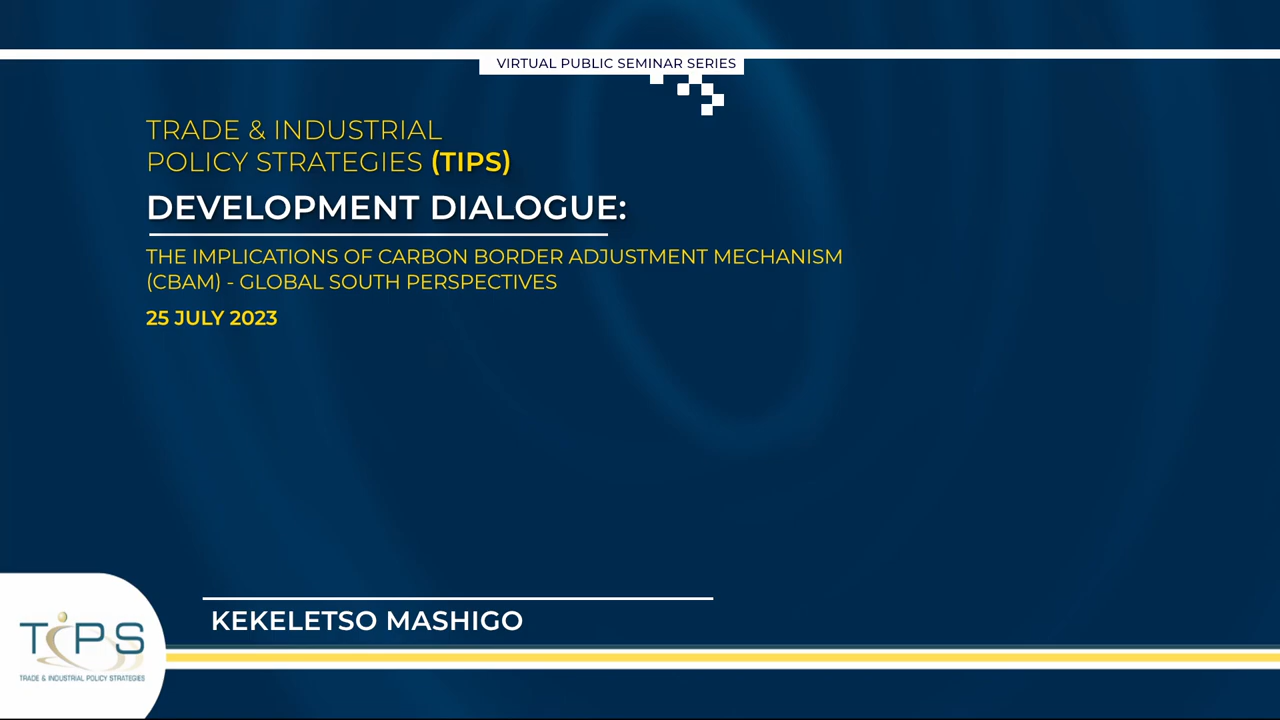 VIRTUAL PUBLIC SEMINAR SERIES
TRADE & INDUSTRIAL
POLICY STRATEGIES (TIPS)
DEVELOPMENT DIALOGUE:
THE IMPLICATIONS OF CARBON BORDER ADJUSTMENT MECHANISM
(CBAM) - GLOBAL SOUTH PERSPECTIVES
25 JULY 2023
KEKELETSO MASHIGO
TiPS
TRADE & INDUSTRIAL POLICY STRATEGIES